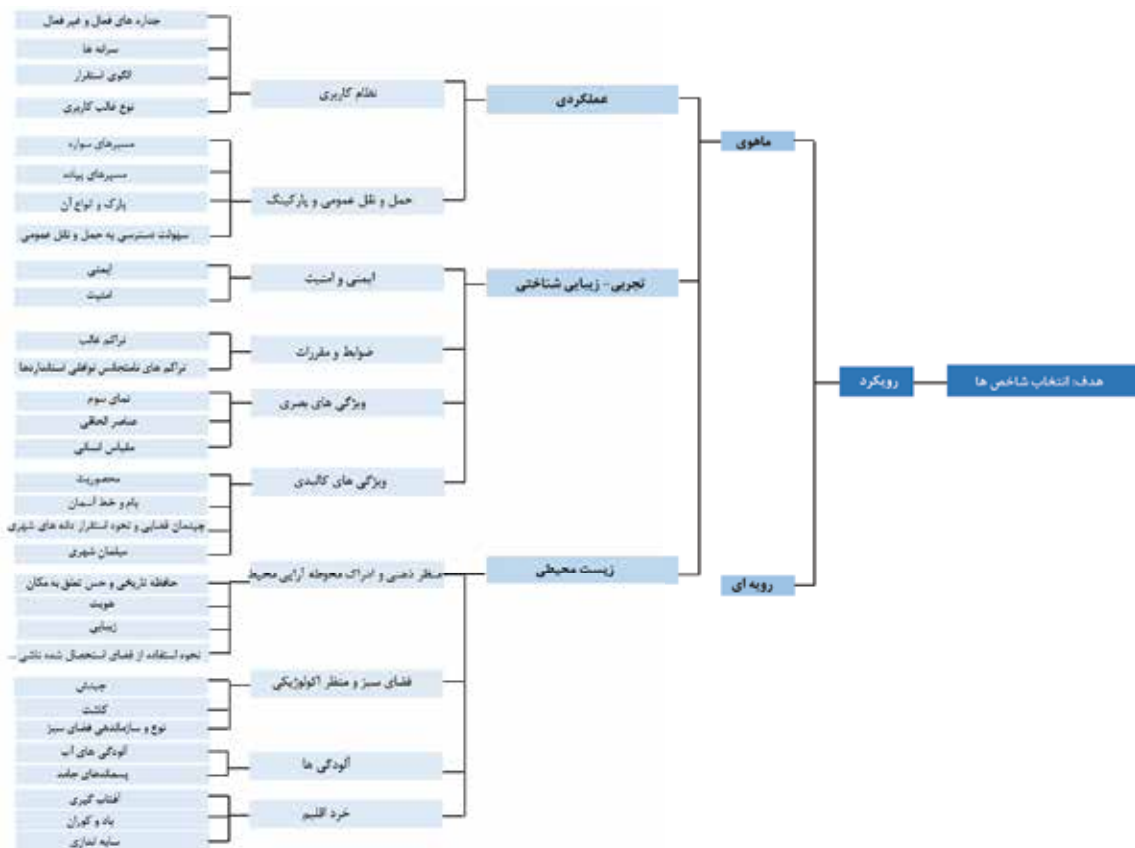 هدف: انتخاب شاخص ها
رویکرد
ماهوی
عملکردی
نظام کاربری
جداره های فعال و غیر فعال
سرانه ها
الگوی استقرار
نوع غالب کاربری
حمل و نقل عمومی و پارکینگ
مسیرهای سواره
مسیرهای پیاده
پارک و انواع آن
سهولت دسترسی به حمل و نقل عمومی
تجربی- زیبایی شناختی
ایمنی و امنیت
ایمنی
امنیت
ضوابط و مقررات
تراکم غالب
تراکم های نامتجانس نوافقی استانداردها
ویژگی های بصری
نمای سوم
عناصر الحاقی
مقیاس انسانی
ویژگی های کالبدی
محصوریت
بام و خط آسمان
چیدمان فضایی و نحوه استقرار دانه های شهری
مبلمان شهری
زیست محیطی
منظر ذهنی و ادراک محوطه آرایی محیط
حافظه تاریخی و حس تعلق به مکان
هویت
زیبایی
نحوه استفاده از فضای استحصال شده ناشی ...
فضای سبز و منظر اکولوژیکی
چینش
کاشت
نوع و سازماندهی فضای سبز
آلودگی ها
آلودگی های آب
پسماندهای جامد
خرد اقلیم
آفتاب گیری
باد و کوران
سایه اندازی
رویه ای